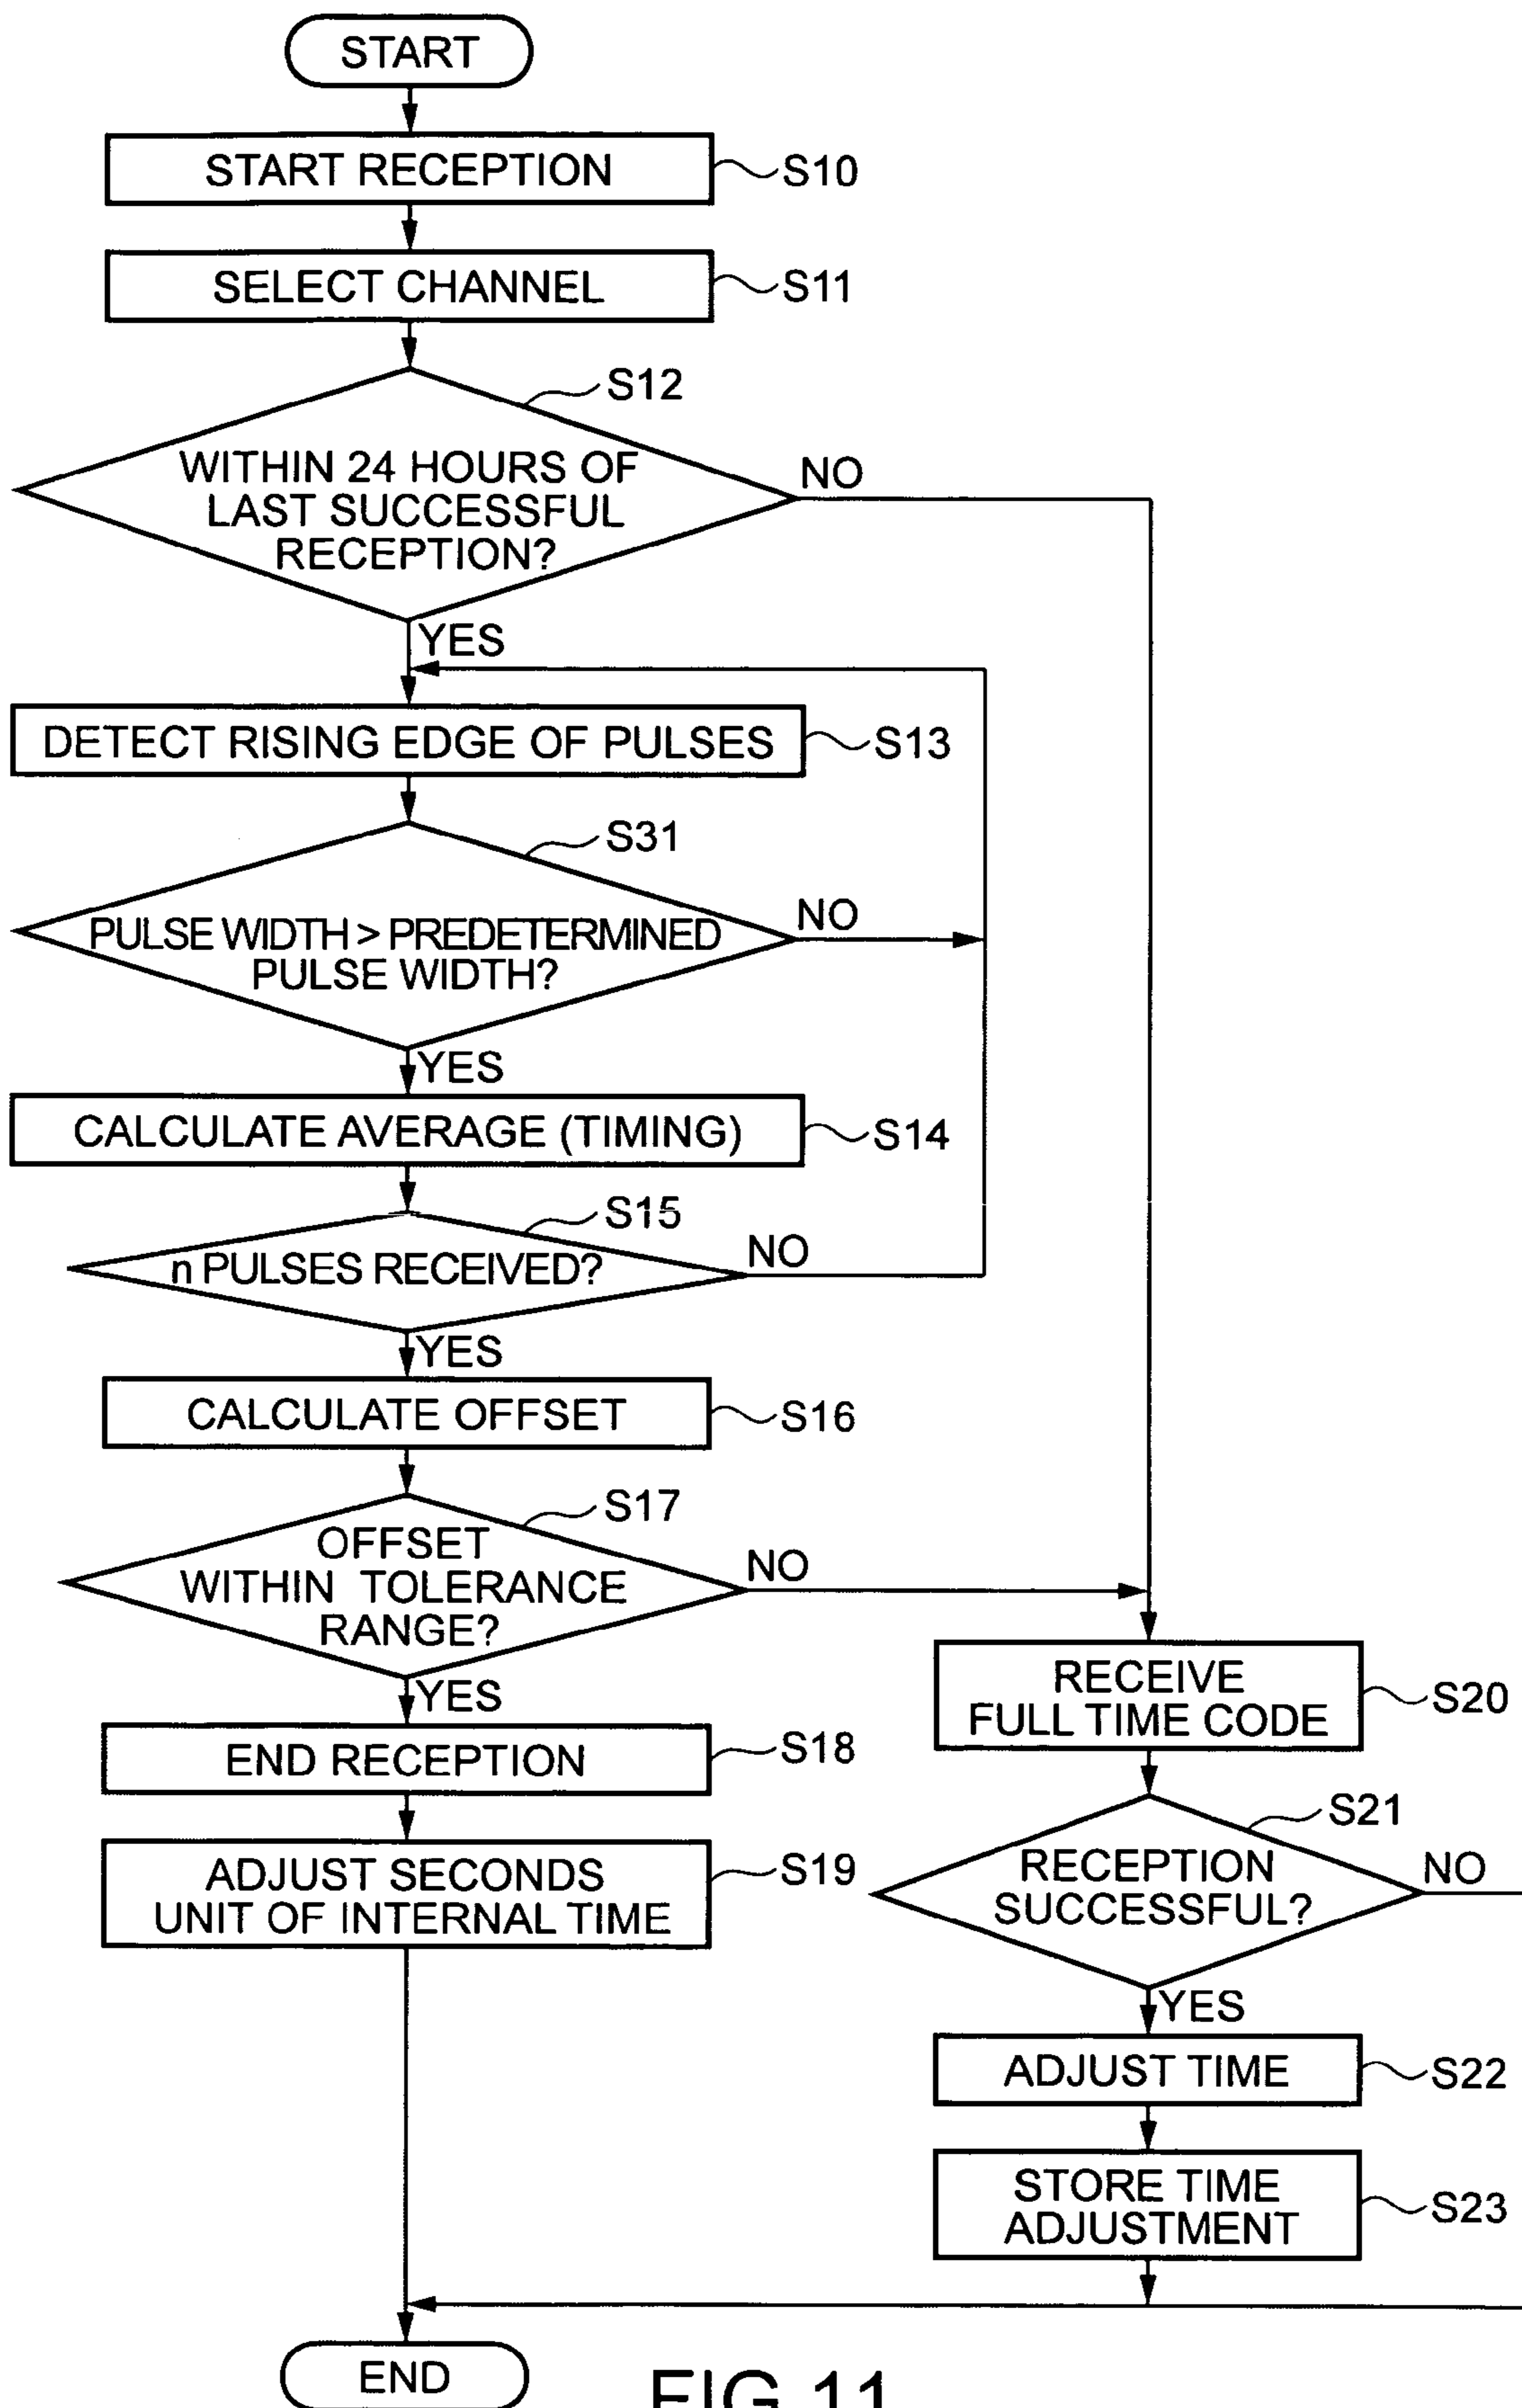 START
START RECEPTION
S10
SELECT CHANNEL
S11
S12
WITHIN 24 HOURS OF
LAST SUCCESSFUL
RECEPTION?
NO
YES
DETECT RISING EDGE OF PULSES
S13
S31
PULSE WIDTH > PREDETERMINED
PULSE WIDTH?
NO
YES
CALCULATE AVERAGE (TIMING)
S14
S15
n PULSES RECEIVED?
NO
YES
CALCULATE OFFSET
S16
S17
OFFSET
WITHIN TOLERANCE
RANGE?
NO
YES
END RECEPTION
S18
ADJUST SECONDS
UNIT OF INTERNAL TIME
S19
RECEIVE
FULL TIME CODE
S20
S21
RECEPTION
SUCCESSFUL?
NO
YES
ADJUST TIME
S22
STORE TIME
ADJUSTMENT
S23
END
FIG. 11